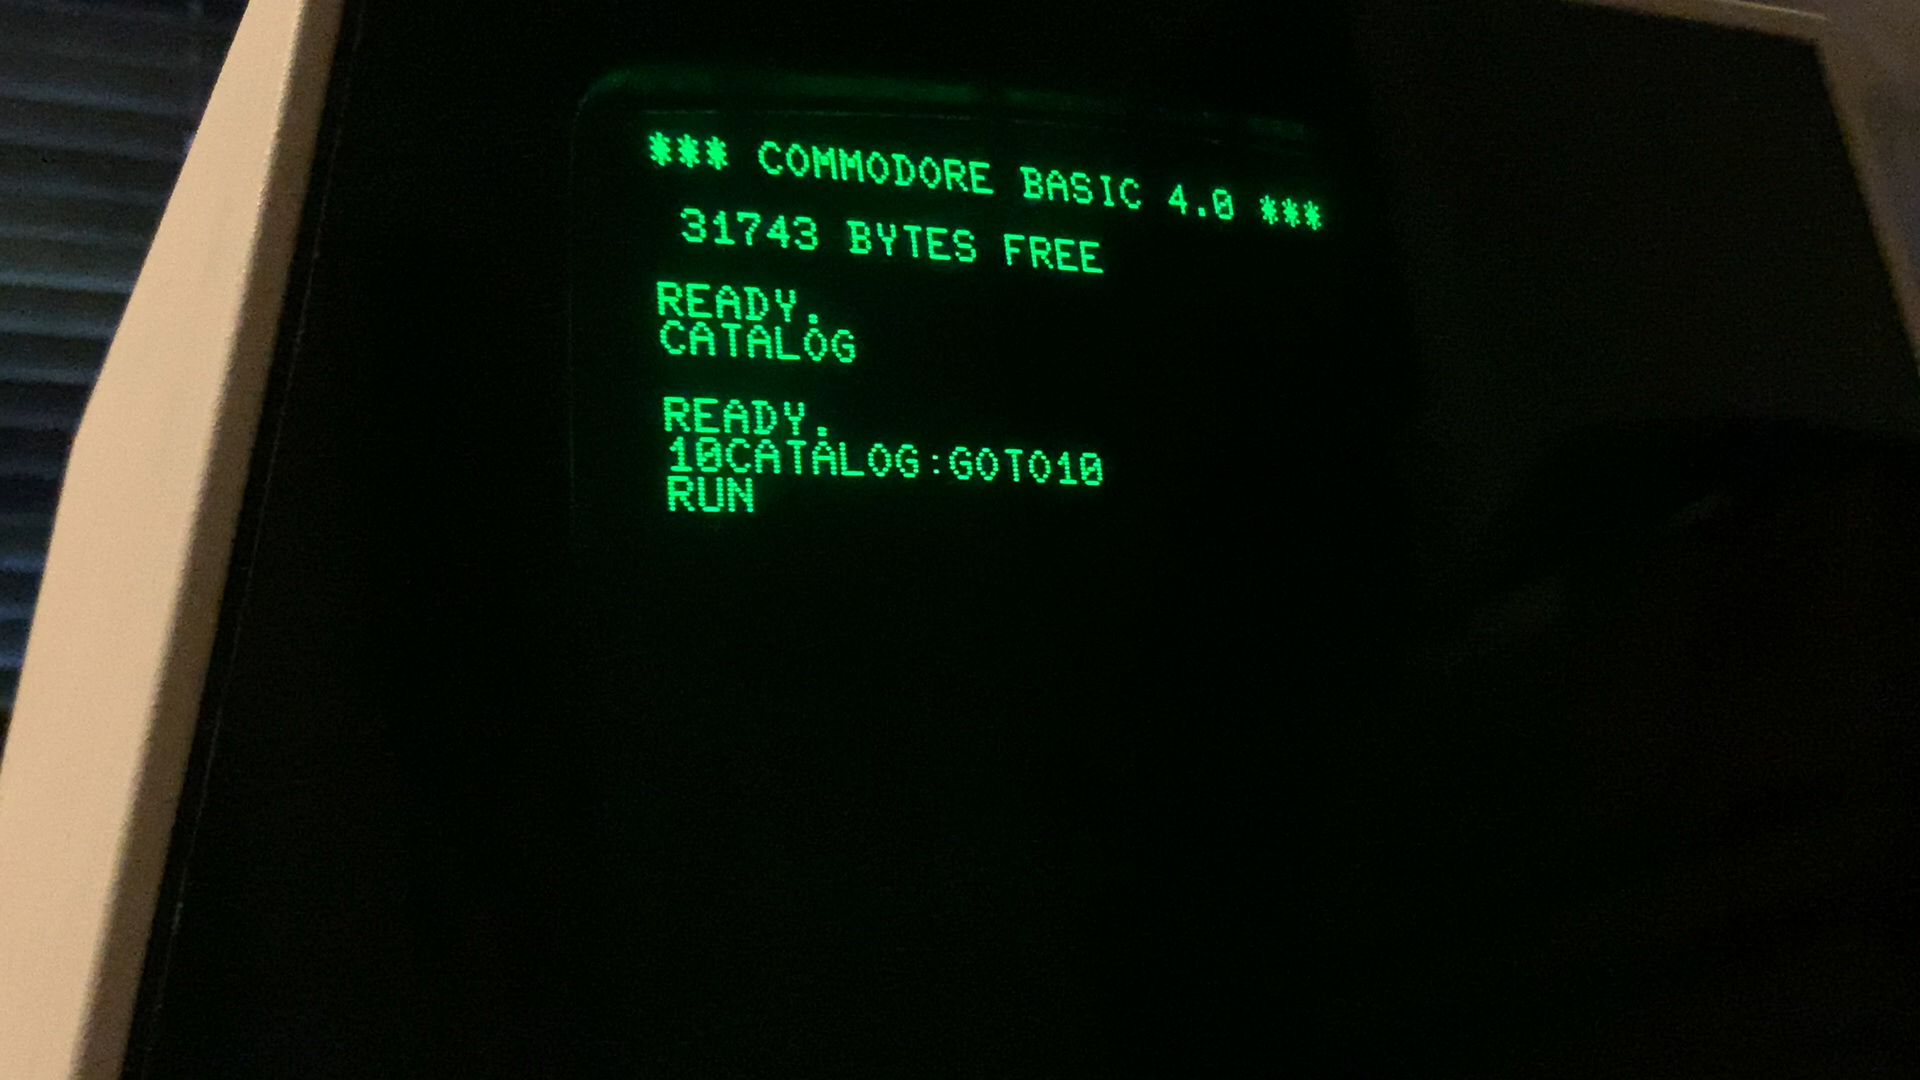 *** COMMODORE BASIC 4.0 ***
31743 BYTES FREE
READY.
CATALOG
READY.
10CATALOG:GOTO10
RUN